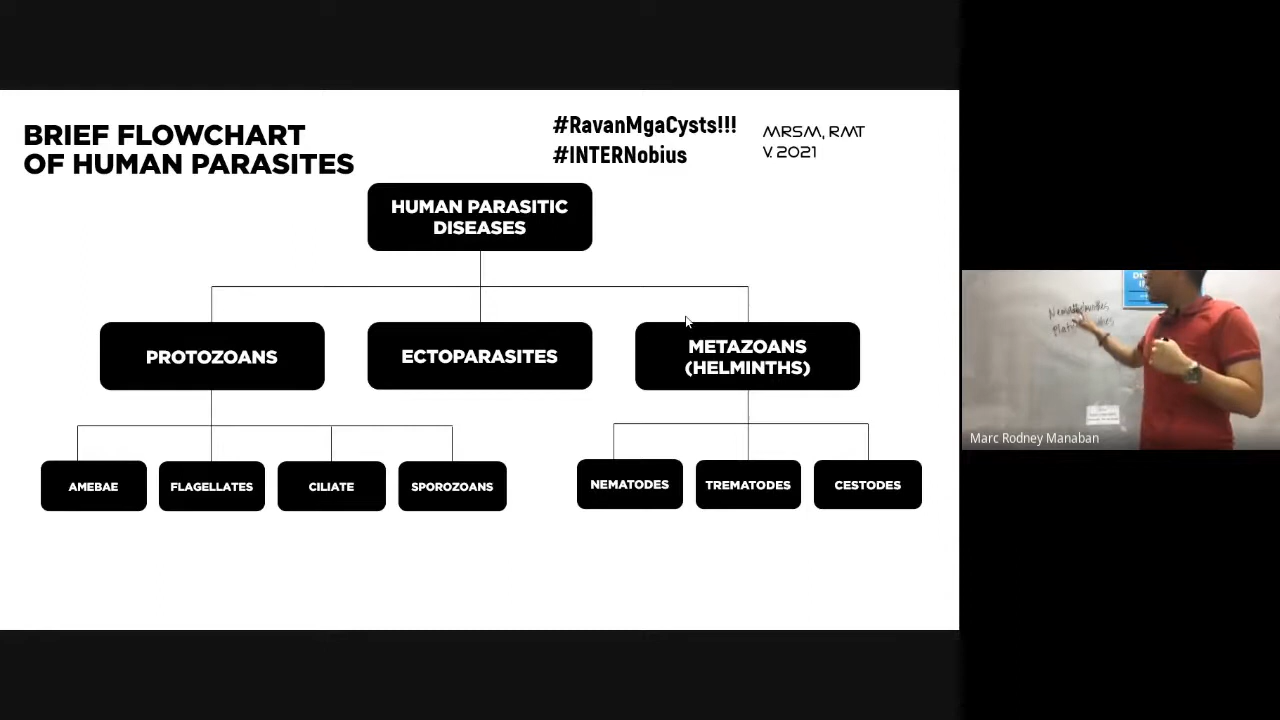 BRIEF FLOWCHART
OF HUMAN PARASITES
#RavanMgaCysts!!!
#INTERNobius
MRSM, RMT
V. 2021
HUMAN PARASITIC
DISEASES
PROTOZOANS
ECTOPARASITES
METAZOANS
(HELMINTHS)
AMEBAE
FLAGELLATES
CILIATE
SPOROZOANS
NEMATODES
TREMATODES
CESTODES
Marc Rodney Manaban